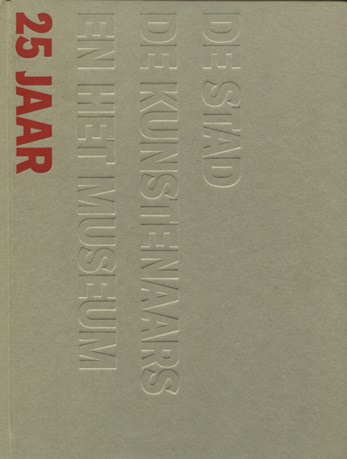 DE STAD
DE KUNSTENAARS
EN HET MUSEUM
25 JAAR